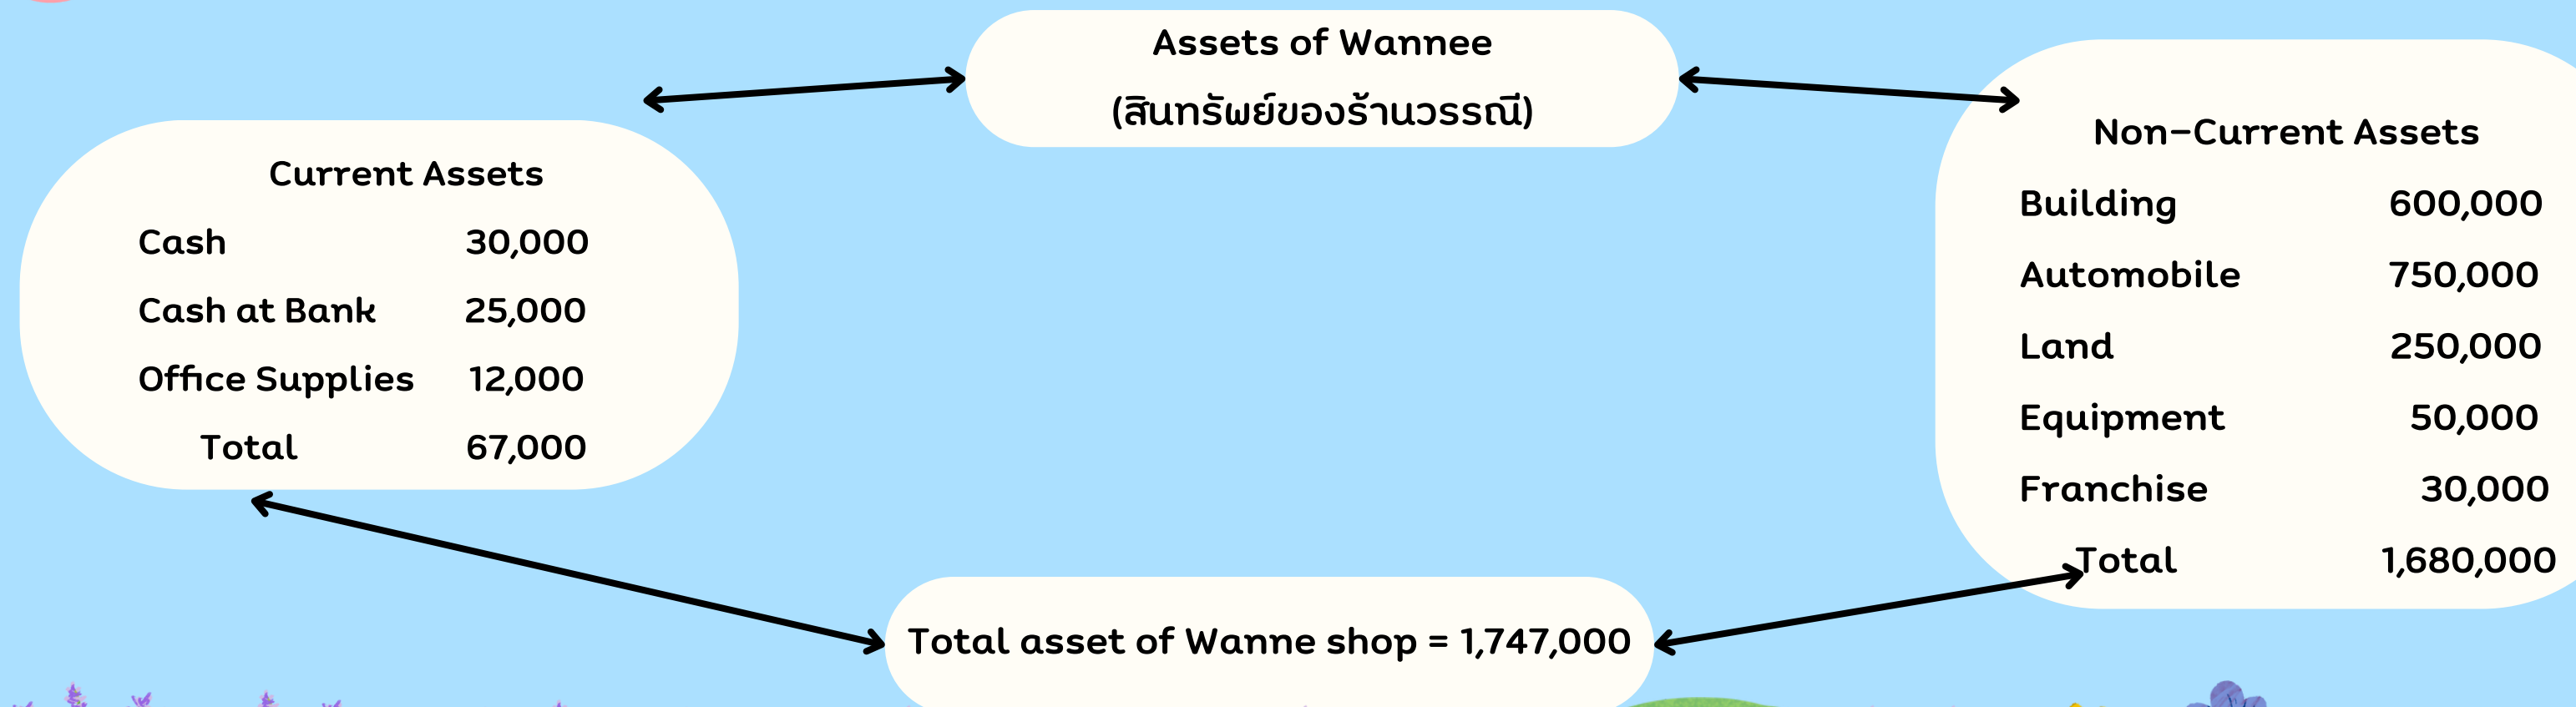 Assets of Wannee
(สินทรัพย์ของร้านวรรณี)
Current Assets
Cash 30,000
Cash at Bank 25,000
Office Supplies 12,000
Total 67,000
Non-Current Assets
Building 600,000
Automobile 750,000
Land 250,000
Equipment 50,000
Franchise 30,000
Total 1,680,000
Total asset of Wanne shop = 1,747,000